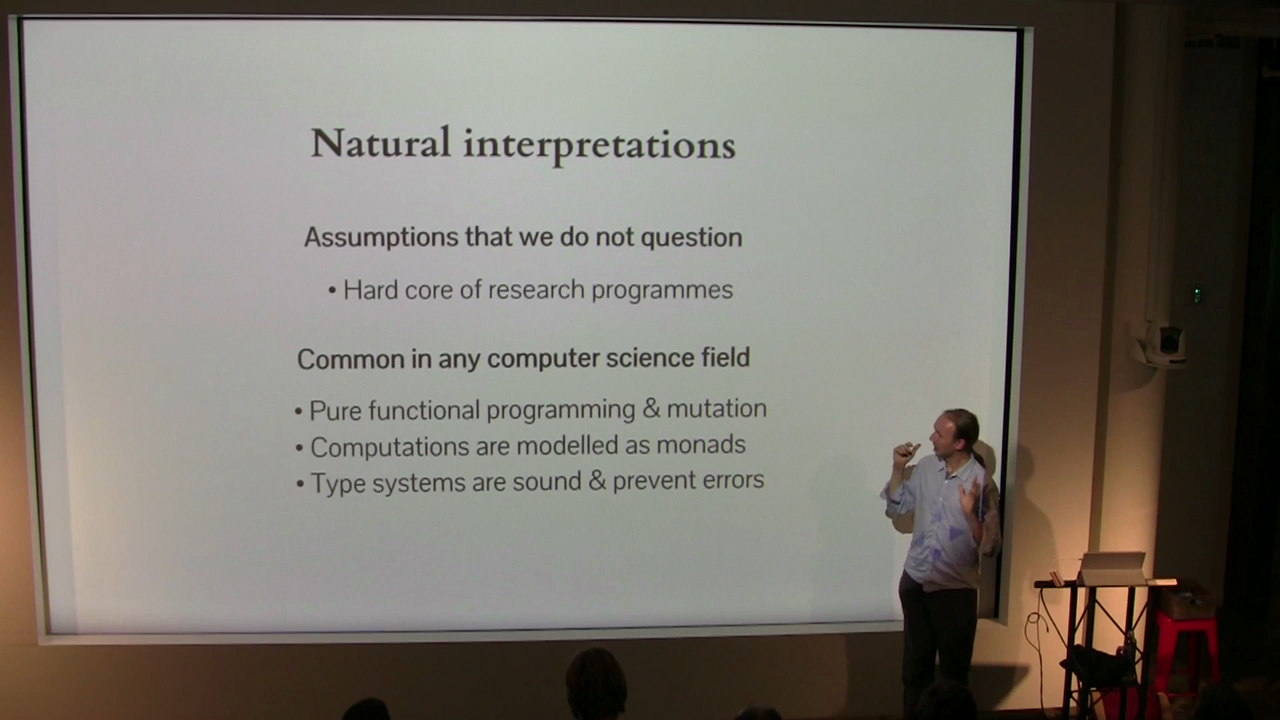 Natural interpretations
Assumptions that we do not question
• Hard core of research programmes
Common in any computer science field
• Pure functional programming & mutation
• Computations are modelled as monads
• Type systems are sound & prevent errors